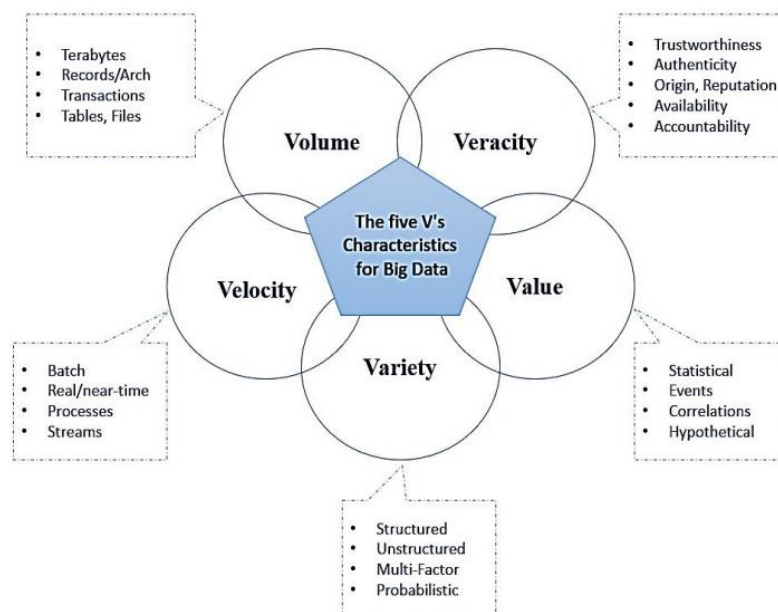 • Terabytes
• Records/Arch
• Transactions
• Tables, Files
• Trustworthiness
• Authenticity
• Origin, Reputation
• Availability
• Accountability
Volume
Veracity
The five V's
Characteristics
for Big Data
Velocity
Value
Variety
• Batch
• Real/near-time
• Processes
• Streams
• Statistical
• Events
• Correlations
• Hypothetical
• Structured
• Unstructured
• Multi-Factor
• Probabilistic